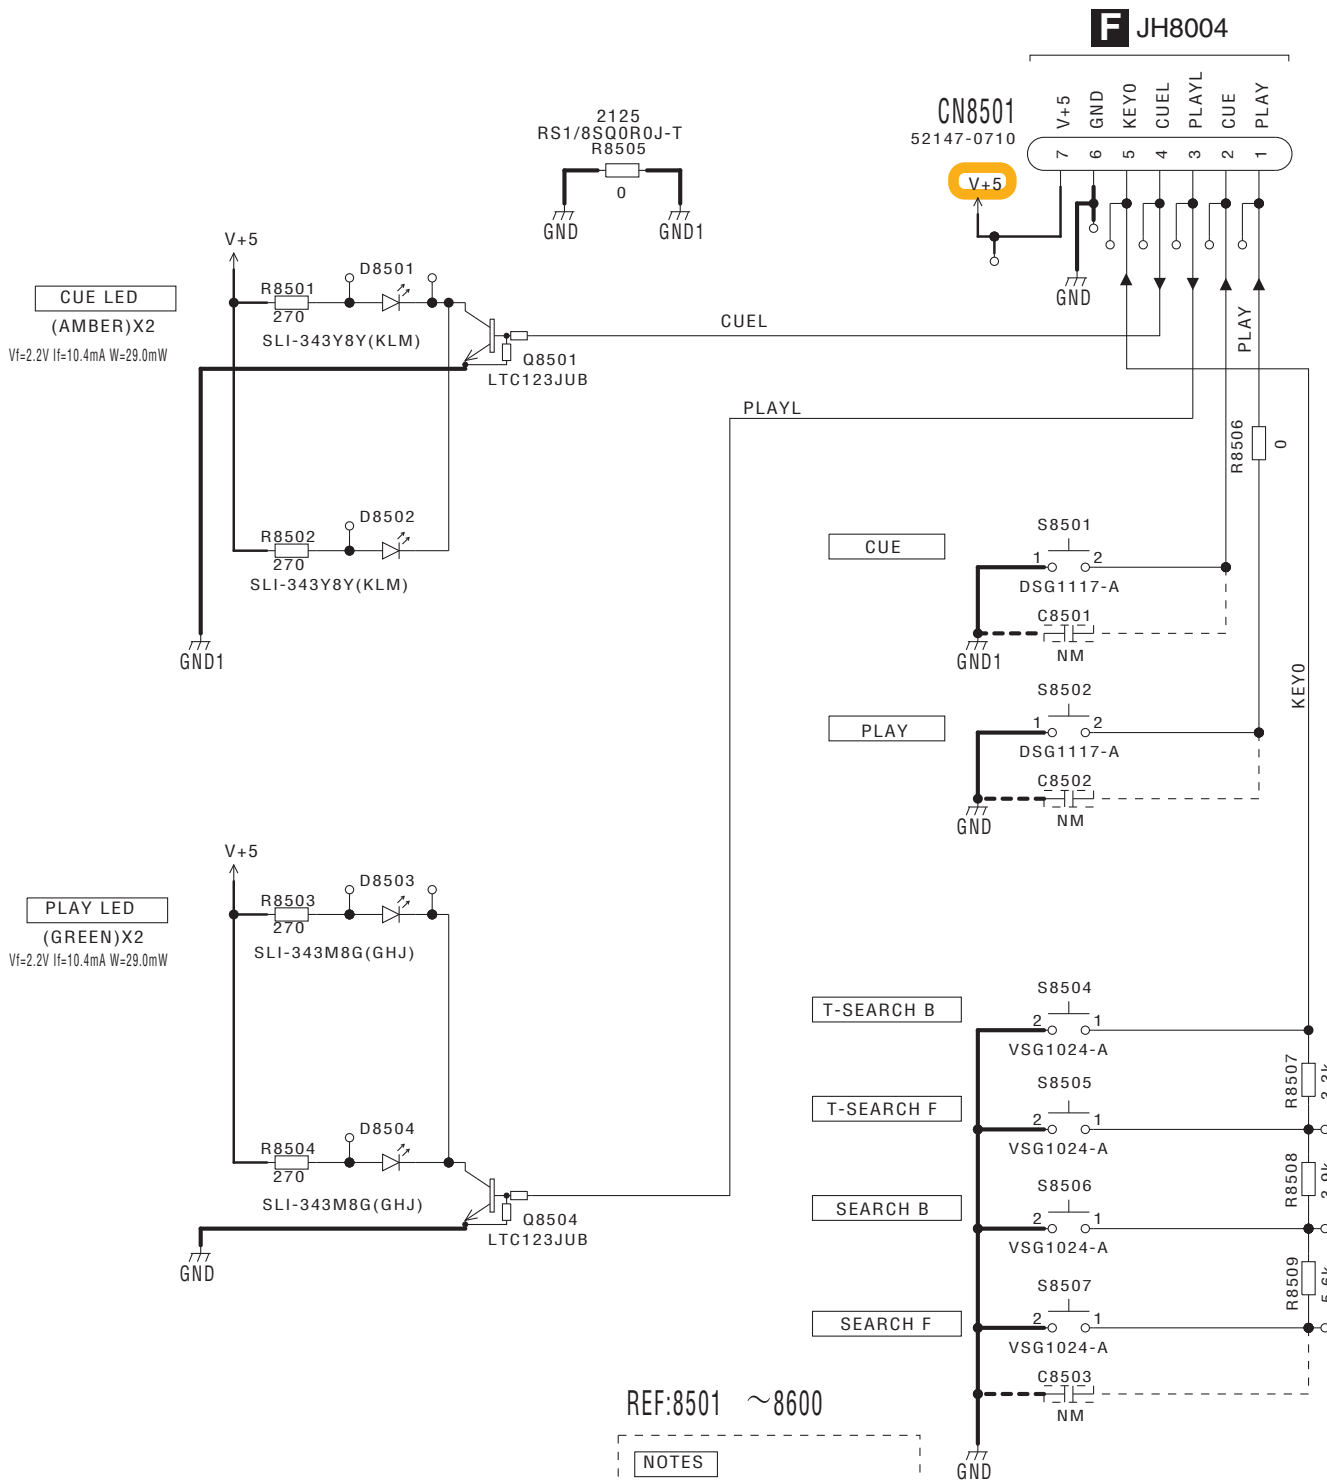 F JH8004
CN8501
52147-0710
V+5
GND
KEY0
CUEL
PLAYL
CUE
PLAY
7
6
5
4
3
2
1
V+5
GND
2125
RS1/8SQ0R0J-T
R8505
0
GND
GND1
V+5
CUE LED
(AMBER)X2
Vf=2.2V If=10.4mA W=29.0mW
R8501
270
D8501
SLI-343Y8Y(KLM)
Q8501
LTC123JUB
CUEL
PLAY
PLAYL
R8506
0
R8502
270
D8502
SLI-343Y8Y(KLM)
GND1
CUE
S8501
1
2
DSG1117-A
C8501
NM
GND1
KEY0
PLAY
S8502
1
2
DSG1117-A
C8502
NM
GND
V+5
PLAY LED
(GREEN)X2
Vf=2.2V If=10.4mA W=29.0mW
R8503
270
D8503
SLI-343M8G(GHJ)
R8504
270
D8504
SLI-343M8G(GHJ)
Q8504
LTC123JUB
GND
T-SEARCH B
S8504
2
1
VSG1024-A
R8507
T-SEARCH F
S8505
2
1
VSG1024-A
R8508
SEARCH B
S8506
2
1
VSG1024-A
R8509
SEARCH F
S8507
2
1
VSG1024-A
C8503
NM
GND
REF:8501 ～8600
NOTES